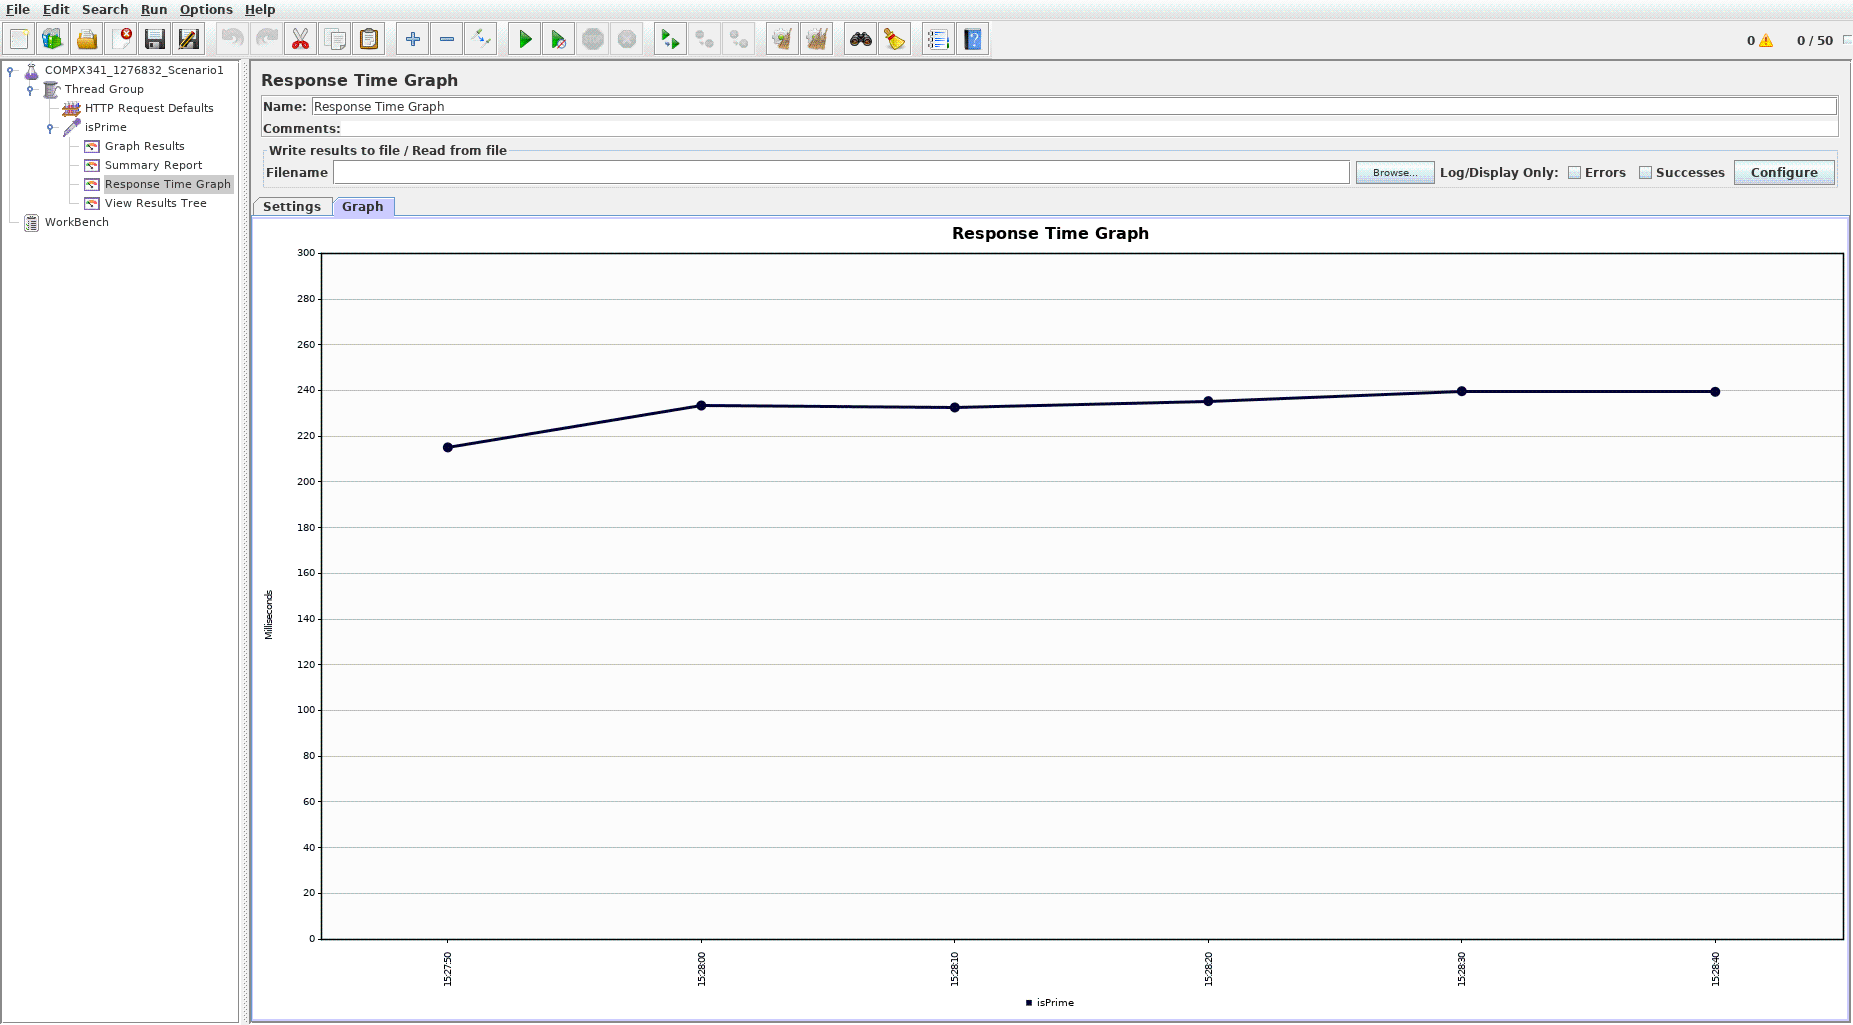 File Edit Search Run Options Help
0 0 / 50
COMPX341_1276832_Scenario1
Thread Group
HTTP Request Defaults
isPrime
Graph Results
Summary Report
Response Time Graph
View Results Tree
WorkBench
Response Time Graph
Name: Response Time Graph
Comments:
Write results to file / Read from file
Filename Browse... Log/Display Only: Errors Successes Configure
Settings Graph
Response Time Graph
300
280
260
240
220
200
180
160
140
120
100
80
60
40
20
0
Milliseconds
15:27:50 15:28:00 15:28:10 15:28:20 15:28:30 15:28:40
isPrime